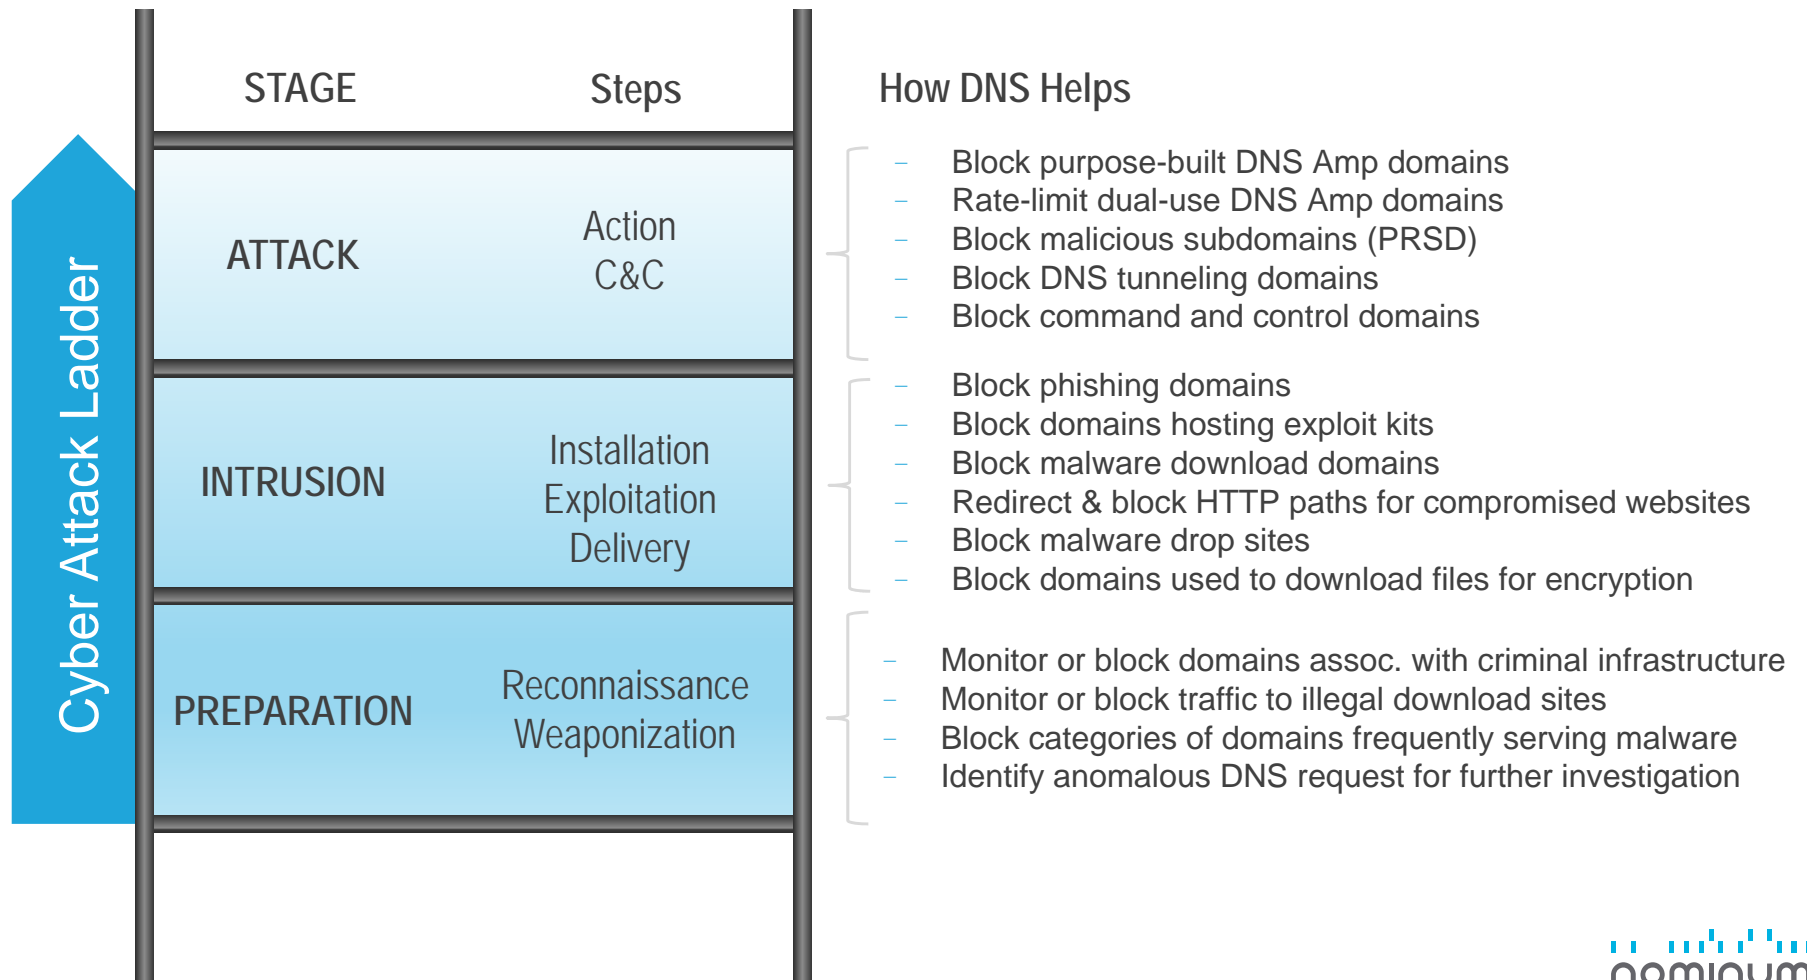 STAGE
Steps
How DNS Helps
Cyber Attack Ladder
ATTACK
Action
C&C
– Block purpose-built DNS Amp domains
– Rate-limit dual-use DNS Amp domains
– Block malicious subdomains (PRSD)
– Block DNS tunneling domains
– Block command and control domains
INTRUSION
Installation
Exploitation
Delivery
– Block phishing domains
– Block domains hosting exploit kits
– Block malware download domains
– Redirect & block HTTP paths for compromised websites
– Block malware drop sites
– Block domains used to download files for encryption
PREPARATION
Reconnaissance
Weaponization
– Monitor or block domains assoc. with criminal infrastructure
– Monitor or block traffic to illegal download sites
– Block categories of domains frequently serving malware
– Identify anomalous DNS request for further investigation
nominum